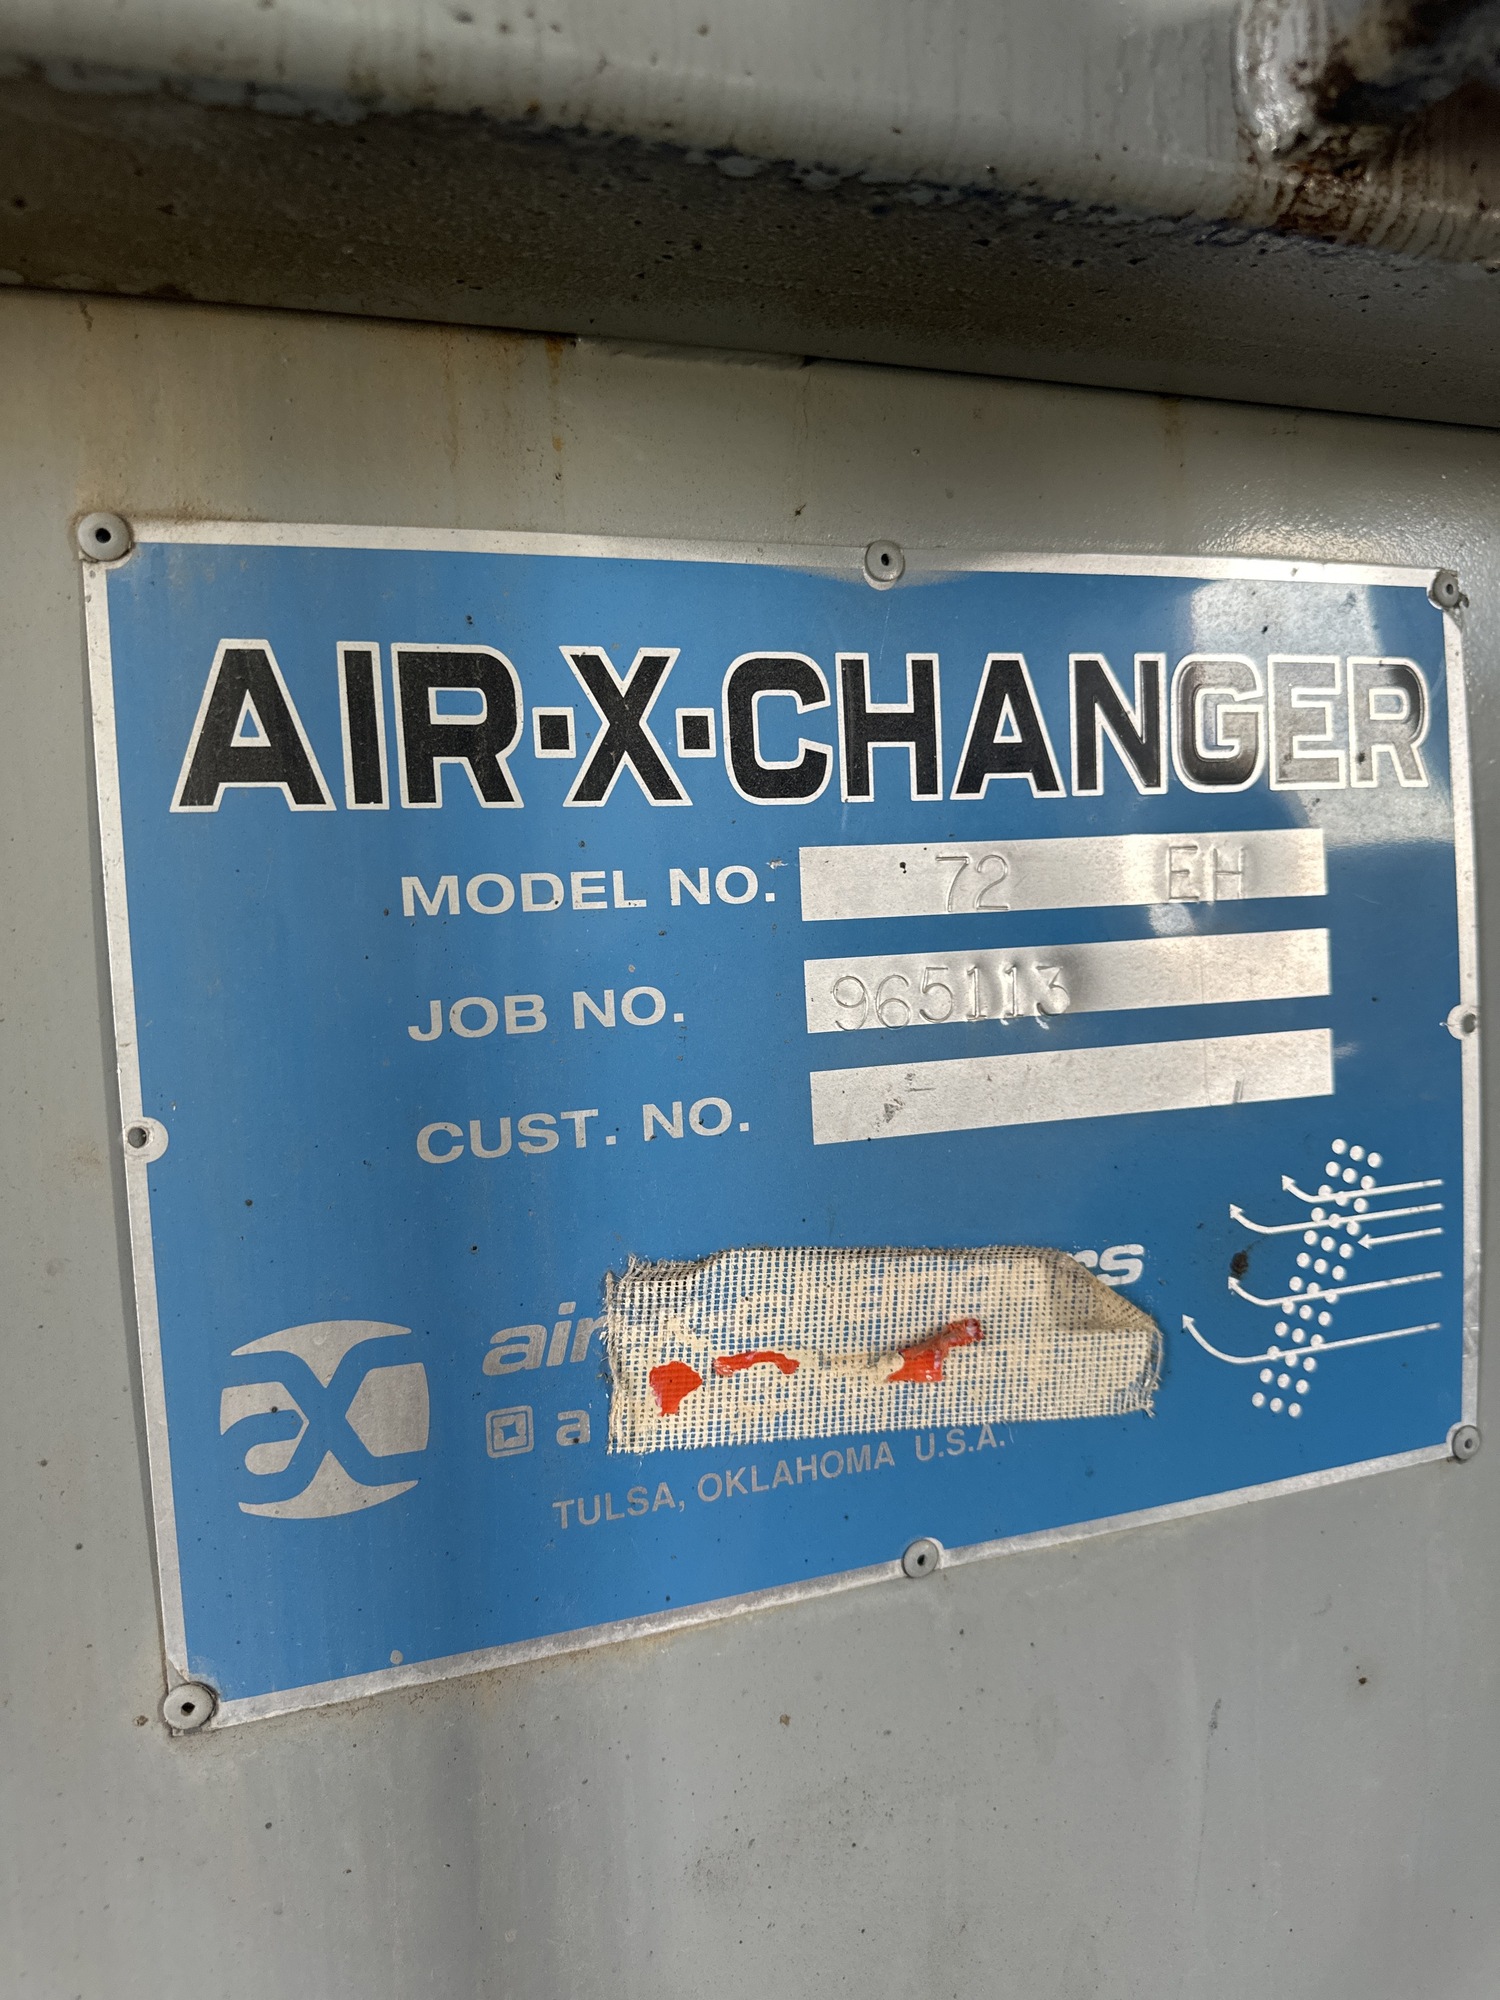 AIR·X·CHANGER
MODEL NO. 72 EH
JOB NO. 965113
CUST. NO.
TULSA, OKLAHOMA U.S.A.